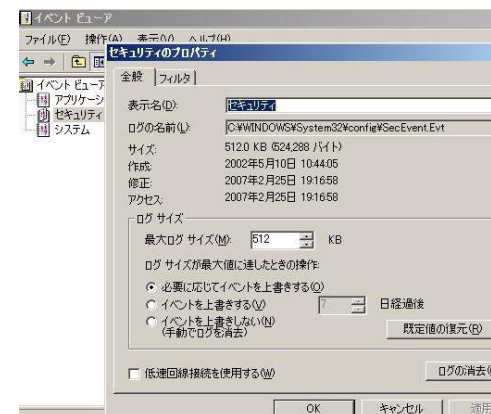 イベント ビューア
ファイル(F) 操作(A) 表示(V) ヘルプ(H)
セキュリティのプロパティ
イベント ビューア
アプリケーシ
セキュリティ
システム
全般 フィルタ
表示名(D): セキュリティ
ログの名前(L): C:¥WINDOWS¥System32¥config¥SecEvent.Evt
サイズ: 512.0 KB (524,288 バイト)
作成: 2002年5月10日 10:44:05
修正: 2007年2月25日 19:16:58
アクセス: 2007年2月25日 19:16:58
ログ サイズ
最大ログ サイズ(M): 512 KB
ログ サイズが最大値に達したときの操作:
必要に応じてイベントを上書きする(O)
イベントを上書きする(V) 7 日経過後
イベントを上書きしない(N)
(手動でログを消去)
既定値の復元(R)
低速回線接続を使用する(W)
ログの消去(
OK キャンセル 適用